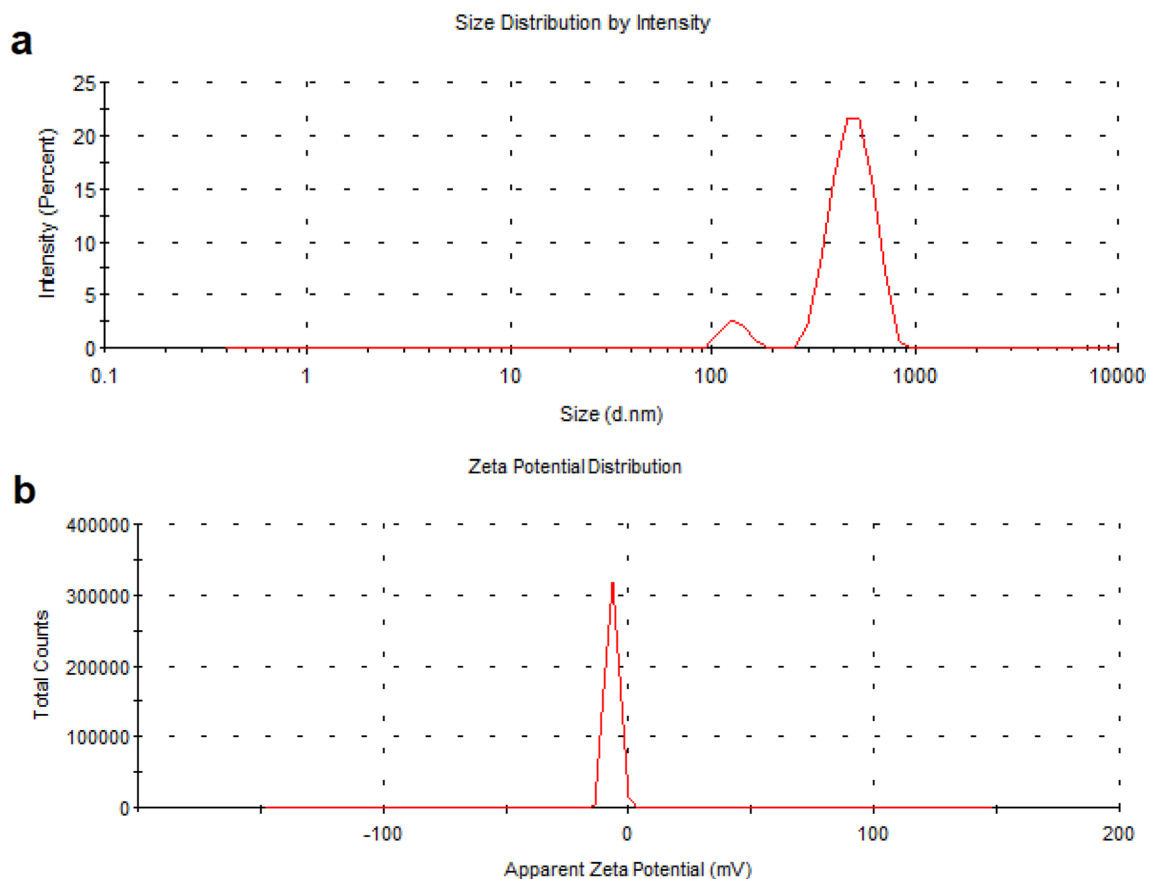 a
Size Distribution by Intensity
Intensity (Percent)
25
20
15
10
5
0
0.1 1 10 100 1000 10000
Size (d.nm)
b
Zeta Potential Distribution
Total Counts
400000
300000
200000
100000
0
-100 0 100 200
Apparent Zeta Potential (mV)